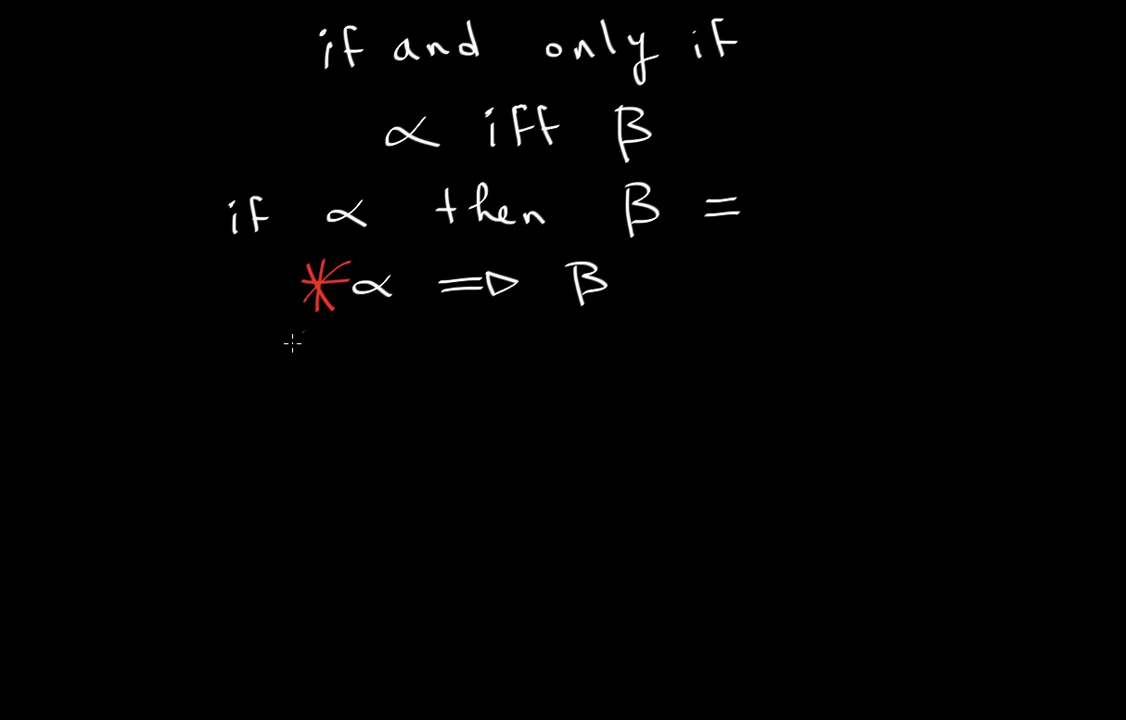 if and only if
α iff β
if α then β =
*α ⇒ β